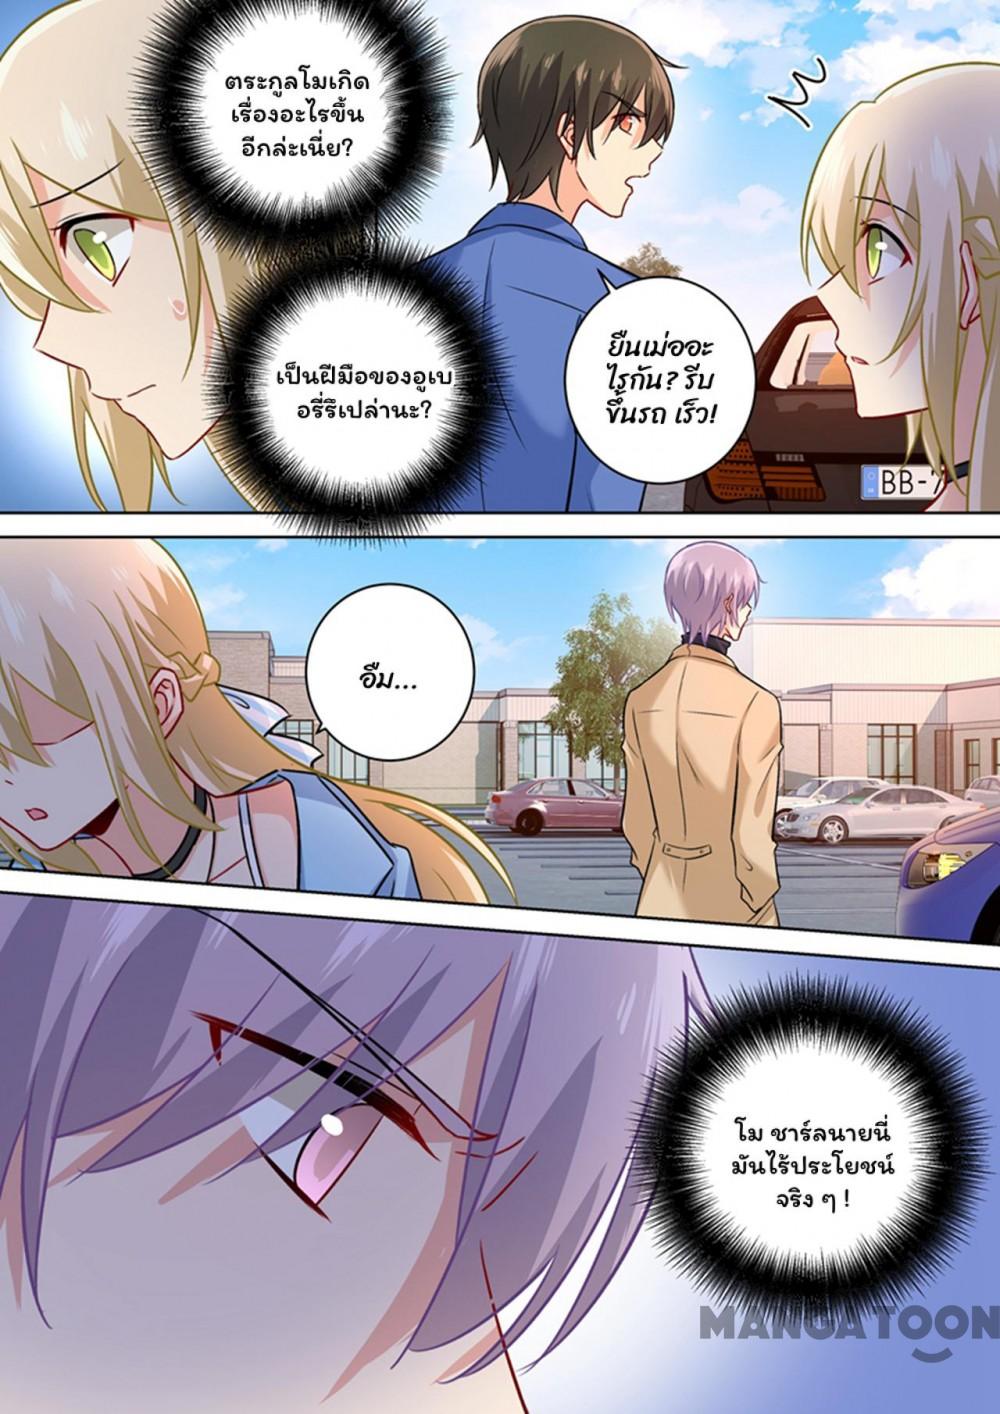 ตระกูลโมเกิด
เรื่องอะไรขึ้น
อีกล่ะเนี่ย?
เป็นฝีมือของอูเบ
อรี่รึเปล่านะ?
ยืนเม่ออะ
ไรกัน? รีบ
ขึ้นรถ เร็ว!
BB-7
อืม...
โม ชาร์ลนายนี่
มันไร้ประโยชน์
จริง ๆ !
MANGATOON